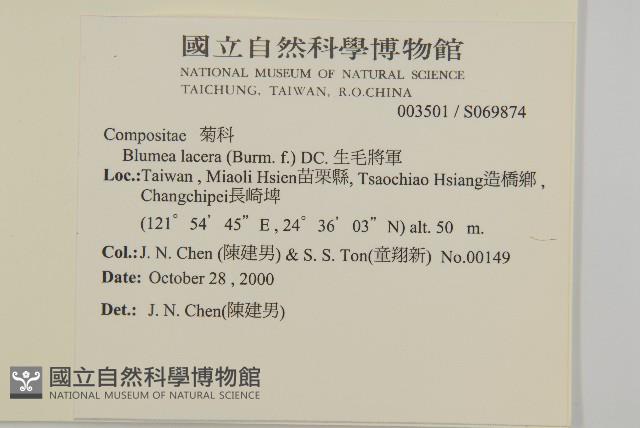 國立自然科學博物館
NATIONAL MUSEUM OF NATURAL SCIENCE
TAICHUNG, TAIWAN, R.O.CHINA
003501 / S069874
Compositae 菊科
Blumea lacera (Burm. f.) DC. 生毛將軍
Loc.:Taiwan , Miaoli Hsien苗栗縣, Tsaochiao Hsiang造橋鄉 ,
Changchipei長崎埤
(121° 54' 45" E , 24° 36' 03" N) alt. 50 m.
Col.: J. N. Chen (陳建男) & S. S. Ton(童翔新) No.00149
Date: October 28 , 2000
Det.: J. N. Chen(陳建男)
國立自然科學博物館
NATIONAL MUSEUM OF NATURAL SCIENCE